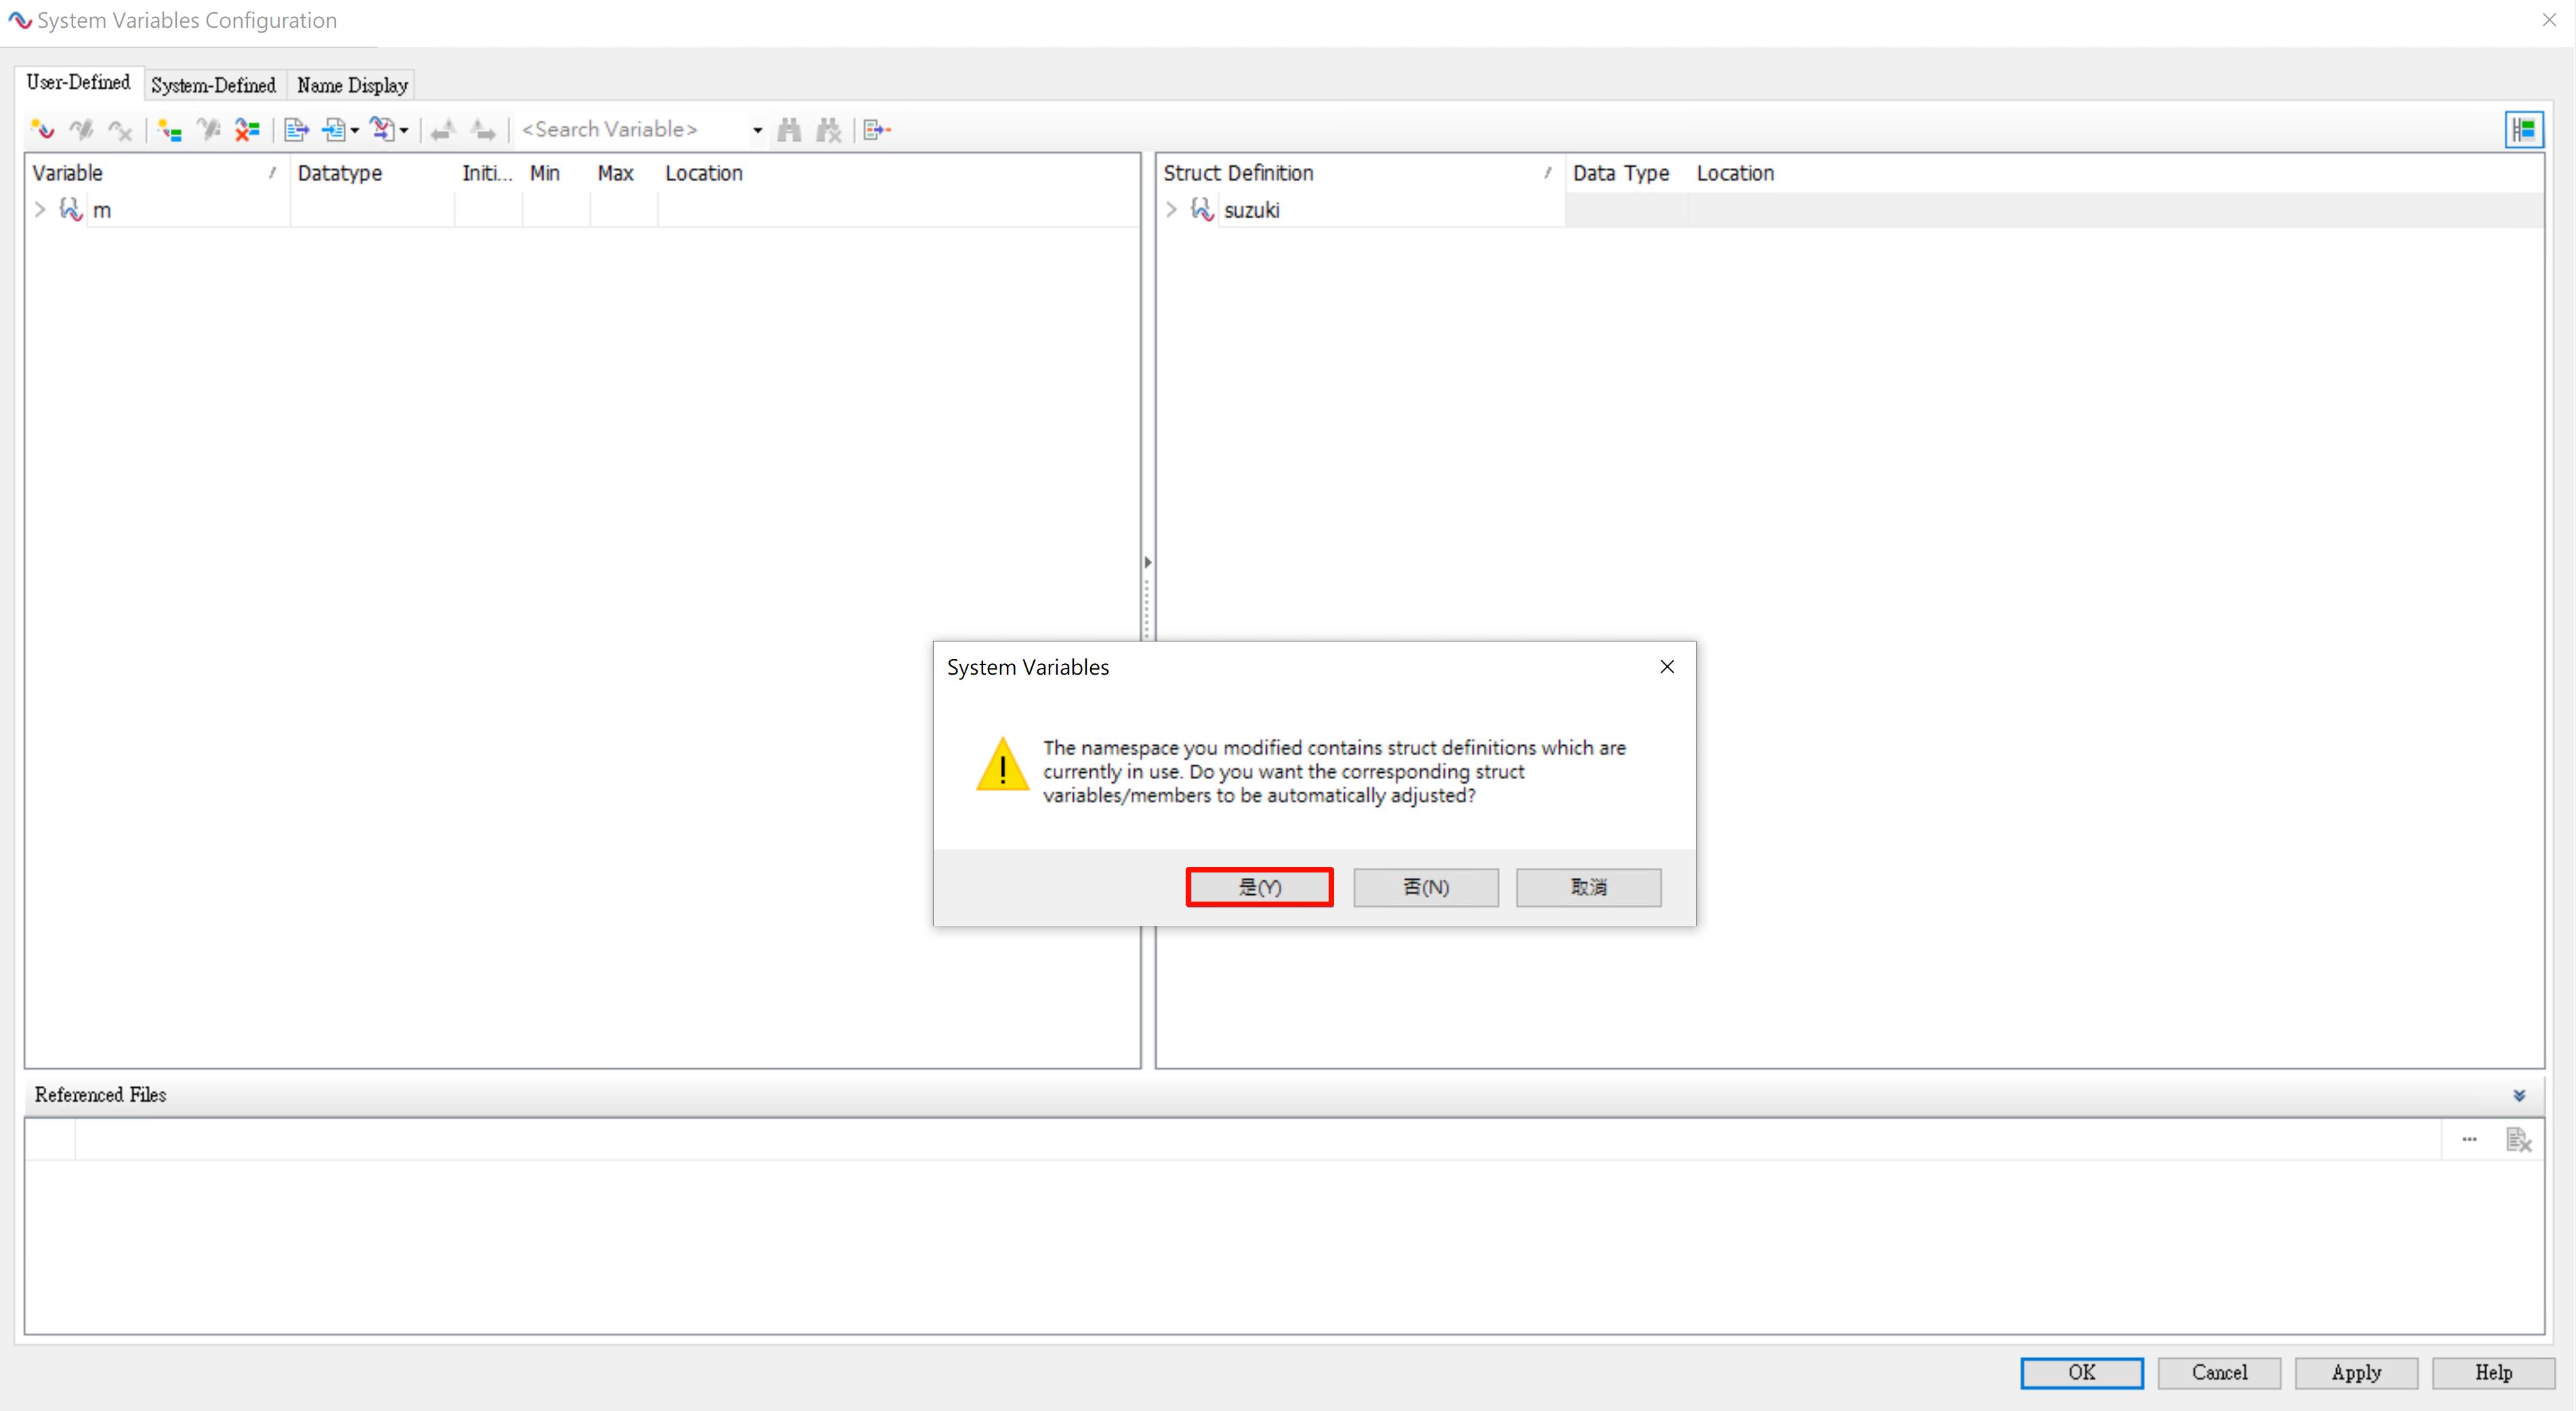 System Variables Configuration
User-Defined System-Defined Name Display
<Search Variable>
Variable Datatype Initi... Min Max Location
m
Struct Definition Data Type Location
suzuki
System Variables
The namespace you modified contains struct definitions which are
currently in use. Do you want the corresponding struct
variables/members to be automatically adjusted?
是(Y) 否(N) 取消
Referenced Files
...
OK Cancel Apply Help